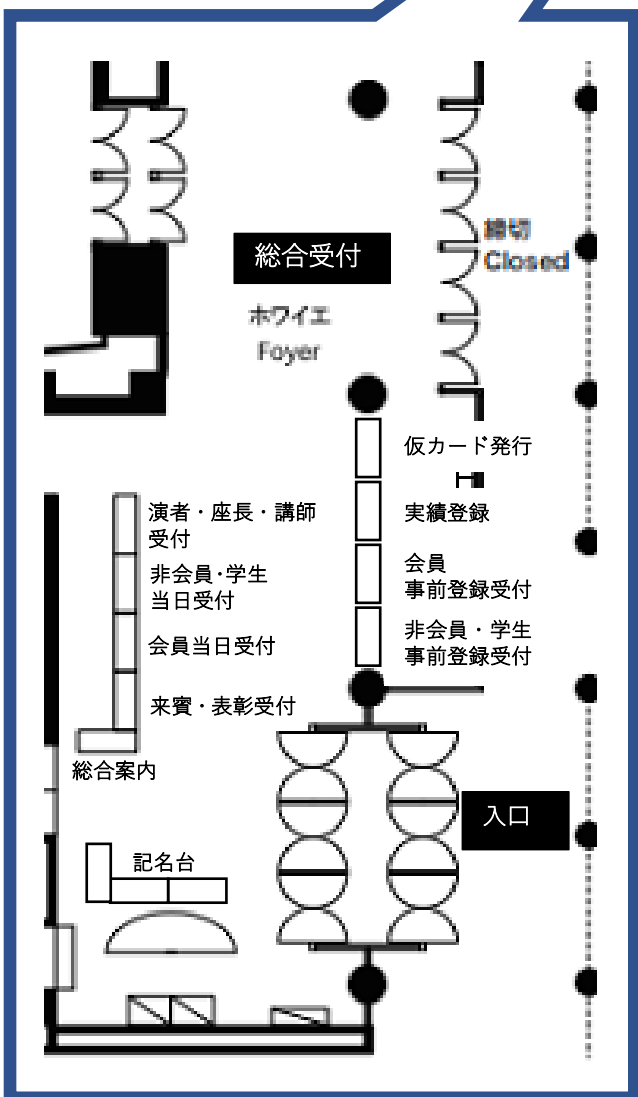 総合受付
締切
Closed
ホワイエ
Foyer
仮カード発行
演者・座長・講師
受付
実績登録
非会員・学生
当日受付
会員
事前登録受付
会員当日受付
非会員・学生
事前登録受付
来賓・表彰受付
総合案内
入口
記名台